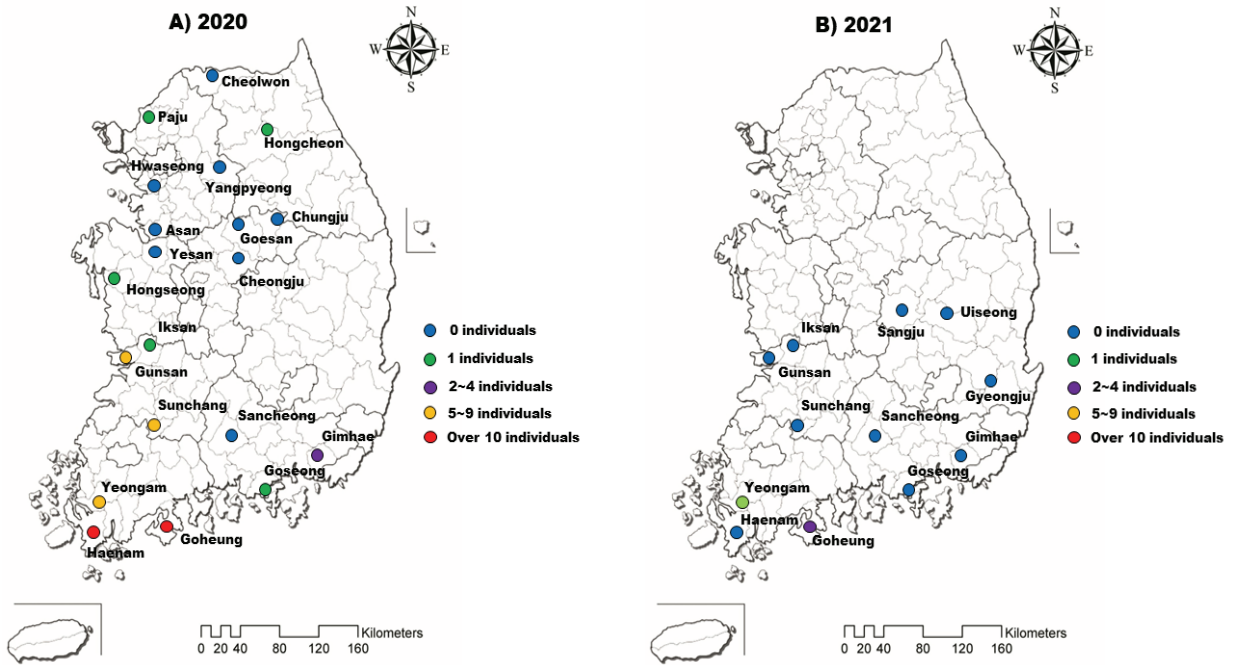 A) 2020
N
W
E
S
Cheolwon
Paju
Hongcheon
Hwaseong
Yangpyeong
Chungju
Asan
Goesan
Yesan
Cheongju
Hongseong
Iksan
Gunsan
Sunchang
Sancheong
Gimhae
Goseong
Yeongam
Goheung
Haenam
0 individuals
1 individuals
2~4 individuals
5~9 individuals
Over 10 individuals
Kilometers
0 20 40 80 120 160
B) 2021
N
W
E
S
Uiseong
Sangju
Iksan
Gunsan
Gyeongju
Sunchang
Sancheong
Gimhae
Goseong
Yeongam
Haenam
Goheung
0 individuals
1 individuals
2~4 individuals
5~9 individuals
Over 10 individuals
Kilometers
0 20 40 80 120 160